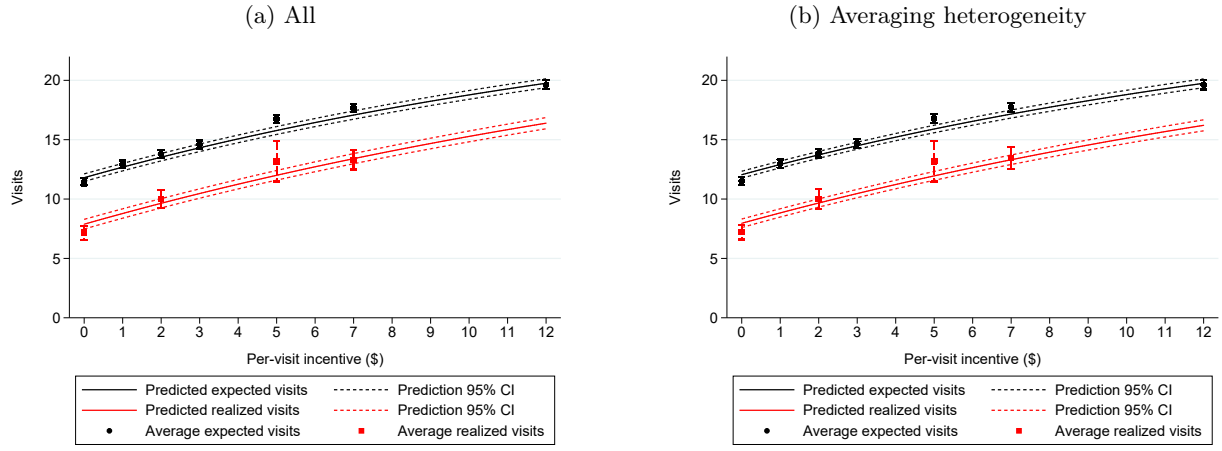 (a) All
20
15
10
5
0
Visits
0 1 2 3 4 5 6 7 8 9 10 11 12
Per-visit incentive ($)
Predicted expected visits
Prediction 95% CI
Predicted realized visits
Prediction 95% CI
Average expected visits
Average realized visits
(b) Averaging heterogeneity
20
15
10
5
0
Visits
0 1 2 3 4 5 6 7 8 9 10 11 12
Per-visit incentive ($)
Predicted expected visits
Prediction 95% CI
Predicted realized visits
Prediction 95% CI
Average expected visits
Average realized visits